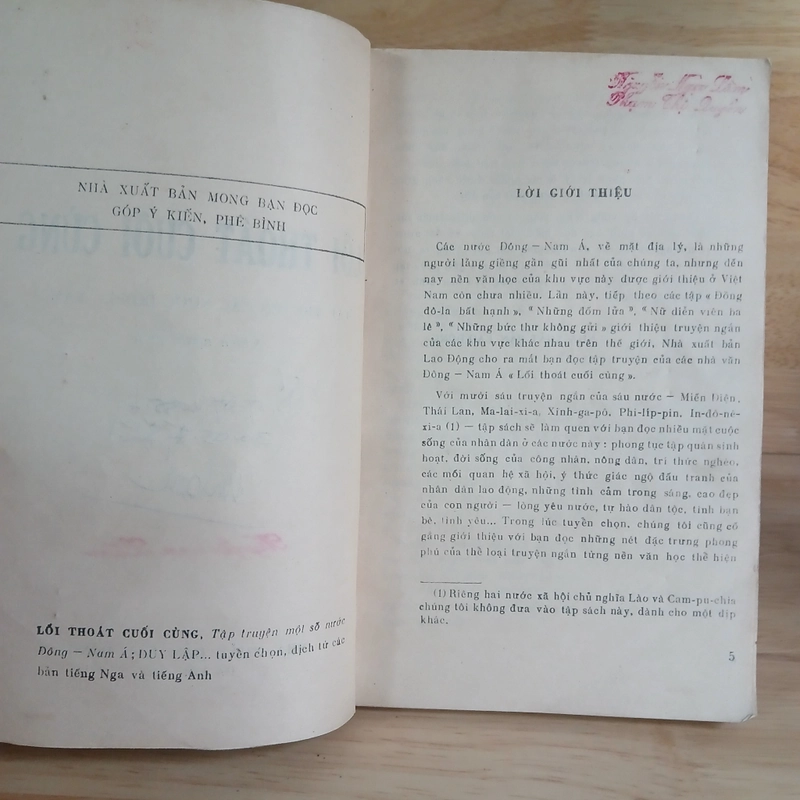 NHÀ XUẤT BẢN MONG BẠN ĐỌC
GÓP Ý KIẾN, PHÊ BÌNH
LỐI THOÁT CUỐI CÙNG. Tập truyện một số nước
Đông — Nam Á ; DUY LẬP... tuyển chọn, dịch từ các
bản tiếng Nga và tiếng Anh
LỜI GIỚI THIỆU
Các nước Đông — Nam Á, về mặt địa lý, là những
người láng giềng gần gũi nhất của chúng ta, nhưng đến
nay nền văn học của khu vực này được giới thiệu ở Việt
Nam còn chưa nhiều. Lần này, tiếp theo các tập « Đông
đô-la bất hạnh », « Những đốm lửa », « Nữ diễn viên ba
lê », « Những bức thư không gửi » giới thiệu truyện ngắn
của các khu vực khác nhau trên thế giới, Nhà xuất bản
Lao Động cho ra mắt bạn đọc tập truyện của các nhà văn
Đông — Nam Á « Lối thoát cuối cùng ».
Với mười sáu truyện ngắn của sáu nước — Miến Điện,
Thái Lan, Ma-lai-xi-a, Xinh-ga-po, Phi-líp-pin, In-đô-nê-
xi-a (1) — tập sách sẽ làm quen với bạn đọc nhiều mặt cuộc
sống của nhân dân ở các nước này : phong tục tập quán sinh
hoạt, đời sống của công nhân, nông dân, trí thức nghèo,
các mối quan hệ xã hội, ý thức giác ngộ đấu tranh của
nhân dân lao động, những tình cảm trong sáng, cao đẹp
của con người — lòng yêu nước, tự hào dân tộc, tình bạn
bè, tình yêu... Trong lúc tuyển chọn, chúng tôi cũng cố
gắng giới thiệu với bạn đọc những nét đặc trưng phong
phú của thể loại truyện ngắn từng nền văn học thể hiện
(1) Riêng hai nước xã hội chủ nghĩa Lào và Cam-pu-chia
chúng tôi không đưa vào tập sách này, dành cho một dịp
khác.
5